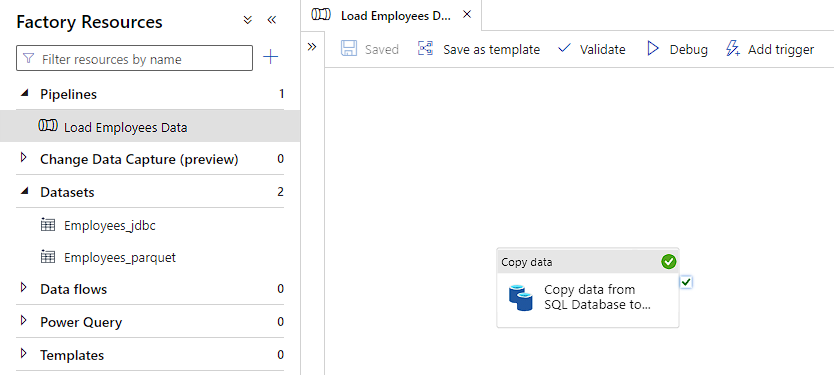 Factory Resources
Filter resources by name
Pipelines 1
Load Employees Data
Change Data Capture (preview) 0
Datasets 2
Employees_jdbc
Employees_parquet
Data flows 0
Power Query 0
Templates 0
Load Employees D...
Saved Save as template Validate Debug Add trigger
Copy data
Copy data from
SQL Database to...